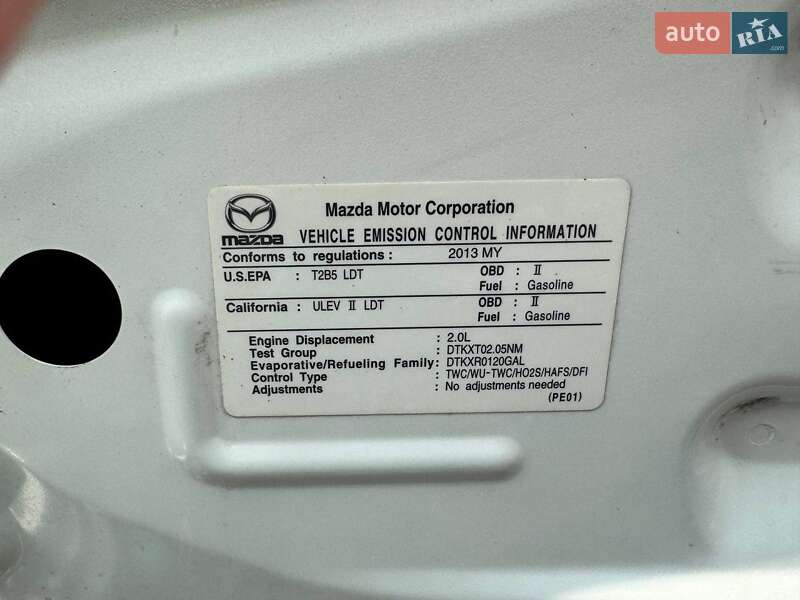 auto RIA
Mazda Motor Corporation
mazda VEHICLE EMISSION CONTROL INFORMATION
Conforms to regulations : 2013 MY
U.S.EPA : T2B5 LDT OBD : II
Fuel : Gasoline
California : ULEV II LDT OBD : II
Fuel : Gasoline
Engine Displacement : 2.0L
Test Group : DTKXT02.05NM
Evaporative/Refueling Family : DTKXR0120GAL
Control Type : TWC/WU-TWC/HO2S/HAFS/DFI
Adjustments : No adjustments needed
(PE01)